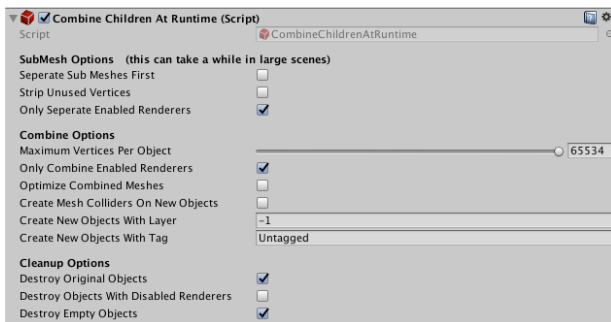 Combine Children At Runtime (Script)
Script CombineChildrenAtRuntime
SubMesh Options (this can take a while in large scenes)
Seperate Sub Meshes First
Strip Unused Vertices
Only Seperate Enabled Renderers
Combine Options
Maximum Vertices Per Object 65534
Only Combine Enabled Renderers
Optimize Combined Meshes
Create Mesh Colliders On New Objects
Create New Objects With Layer -1
Create New Objects With Tag Untagged
Cleanup Options
Destroy Original Objects
Destroy Objects With Disabled Renderers
Destroy Empty Objects